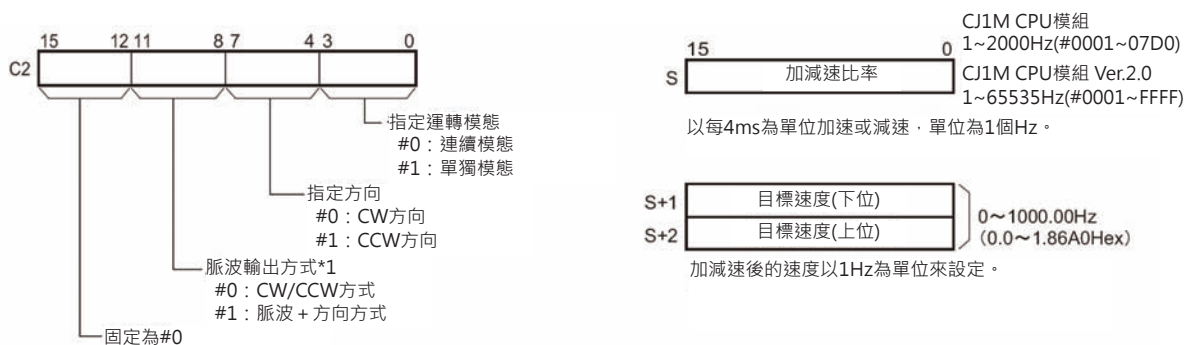 15 12 11 8 7 4 3 0
C2
指定運轉模態
#0：連續模態
#1：單獨模態
指定方向
#0：CW方向
#1：CCW方向
脈波輸出方式*1
#0：CW/CCW方式
#1：脈波+方向方式
固定為#0
15 0
S 加減速比率
CJ1M CPU模組
1~2000Hz(#0001~07D0)
CJ1M CPU模組 Ver.2.0
1~65535Hz(#0001~FFFF)
以每4ms為單位加速或減速，單位為1個Hz。
S+1 目標速度(下位)
S+2 目標速度(上位)
0～1000.00Hz
(0.0～1.86A0Hex)
加減速後的速度以1Hz為單位來設定。